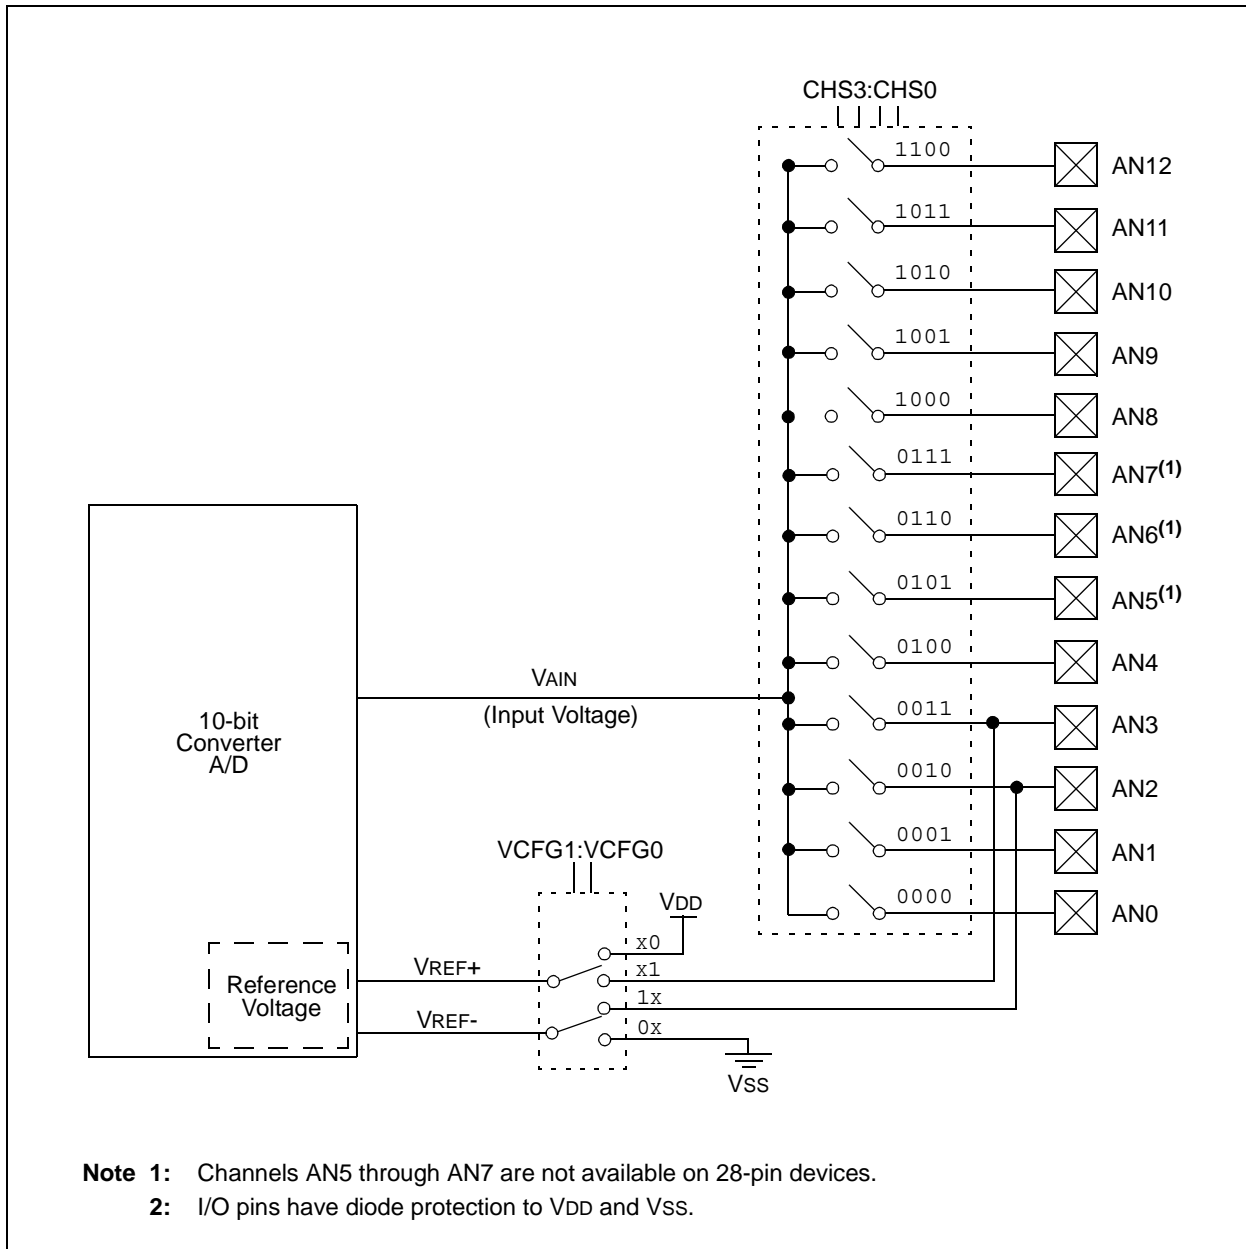 CHS3:CHS0
1100 AN12
1011 AN11
1010 AN10
1001 AN9
1000 AN8
0111 AN7(1)
0110 AN6(1)
0101 AN5(1)
0100 AN4
VAIN
(Input Voltage)
0011 AN3
10-bit
Converter
A/D
0010 AN2
0001 AN1
VCFG1:VCFG0
0000 AN0
VDD
x0
VREF+
x1
Reference
Voltage
1x
VREF-
0x
VSS
Note 1: Channels AN5 through AN7 are not available on 28-pin devices.
2: I/O pins have diode protection to VDD and VSS.